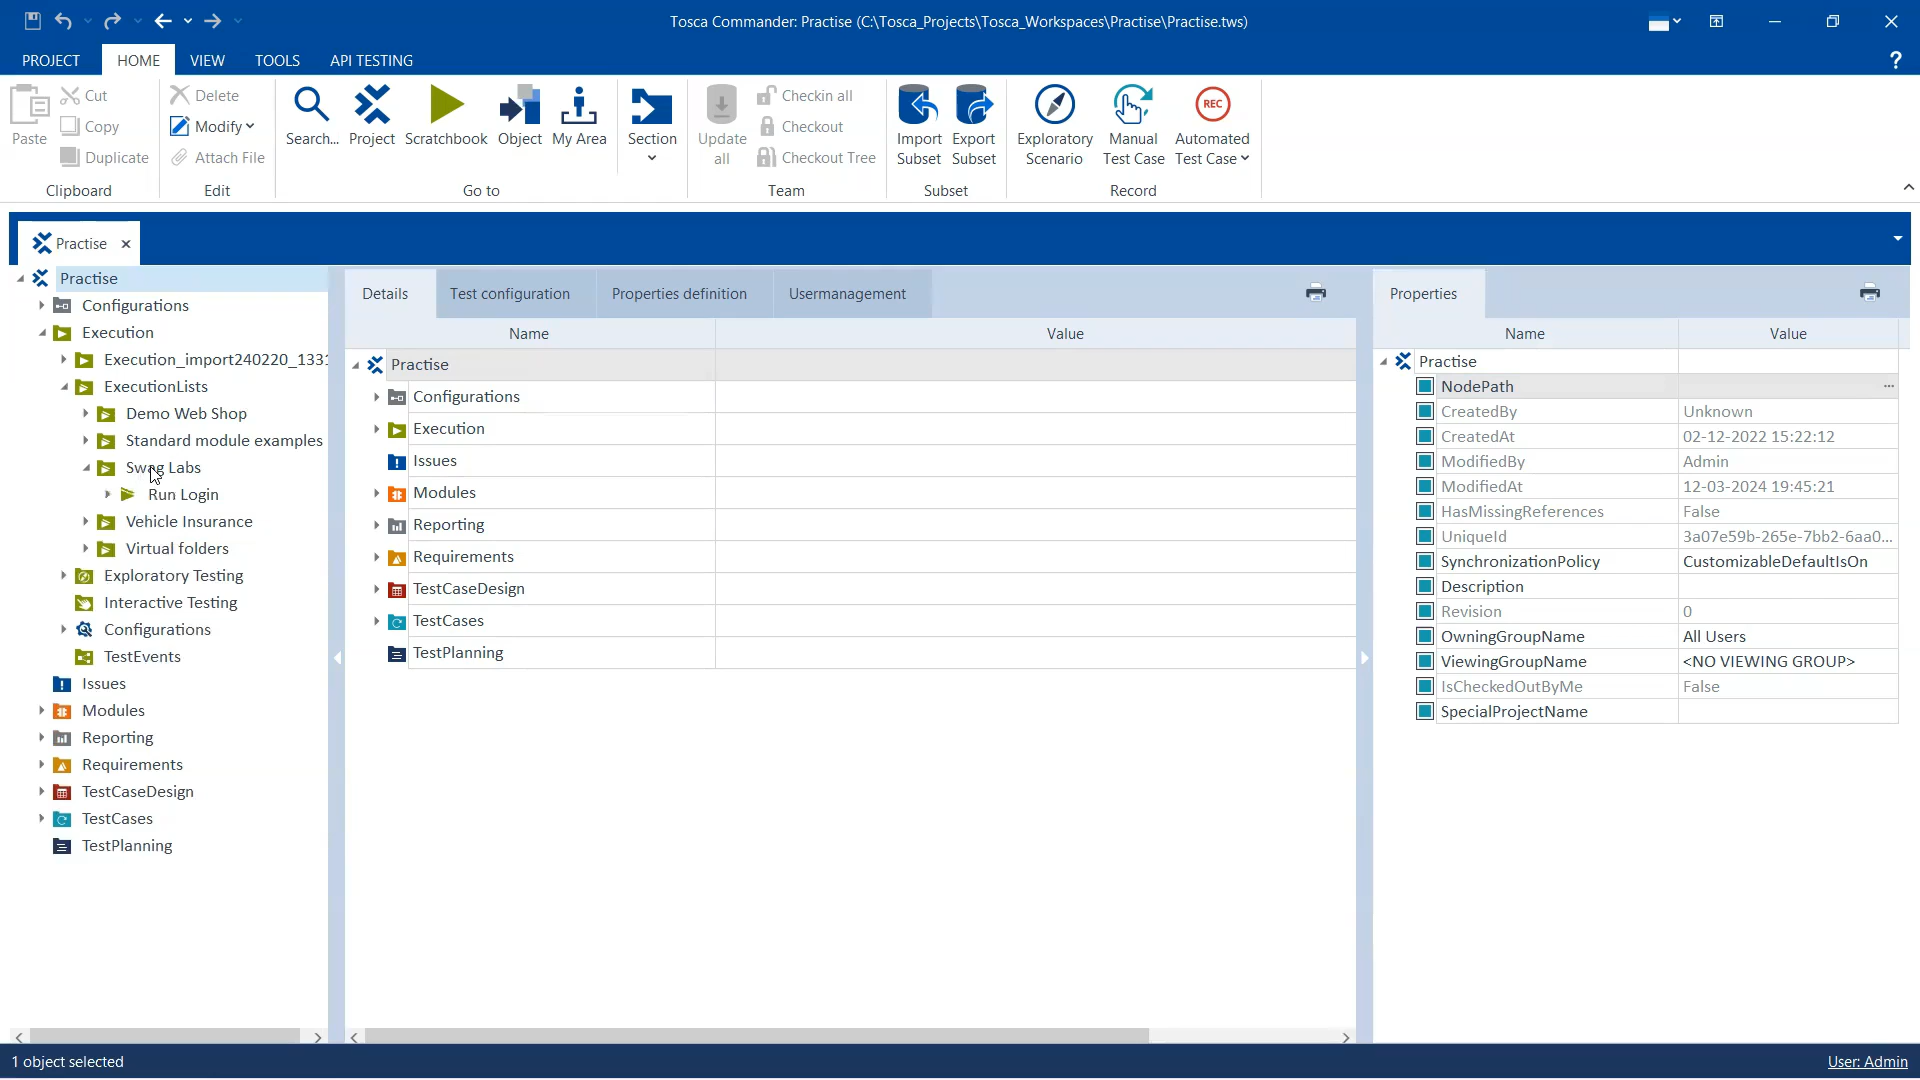 Tosca Commander: Practise (C:\Tosca_Projects\Tosca_Workspaces\Practise\Practise.tws)
PROJECT HOME VIEW TOOLS API TESTING ?
Paste
Cut
Copy
Duplicate
Clipboard
Delete
Modify
Attach File
Edit
Search... Project Scratchbook Object My Area
Section
Go to
Update all
Checkin all
Checkout
Checkout Tree
Team
Import Subset
Export Subset
Subset
Exploratory Scenario
Manual Test Case
REC
Automated Test Case
Record
Practise
Practise
Configurations
Execution
Execution_import240220_1331
ExecutionLists
Demo Web Shop
Standard module examples
Swag Labs
Run Login
Vehicle Insurance
Virtual folders
Exploratory Testing
Interactive Testing
Configurations
TestEvents
Issues
Modules
Reporting
Requirements
TestCaseDesign
TestCases
TestPlanning
Details Test configuration Properties definition Usermanagement
Name Value
Practise
Configurations
Execution
Issues
Modules
Reporting
Requirements
TestCaseDesign
TestCases
TestPlanning
Properties
Name Value
Practise
NodePath ...
CreatedBy Unknown
CreatedAt 02-12-2022 15:22:12
ModifiedBy Admin
ModifiedAt 12-03-2024 19:45:21
HasMissingReferences False
UniqueId 3a07e59b-265e-7bb2-6aa0...
SynchronizationPolicy CustomizableDefaultIsOn
Description
Revision 0
OwningGroupName All Users
ViewingGroupName <NO VIEWING GROUP>
IsCheckedOutByMe False
SpecialProjectName
1 object selected
User: Admin